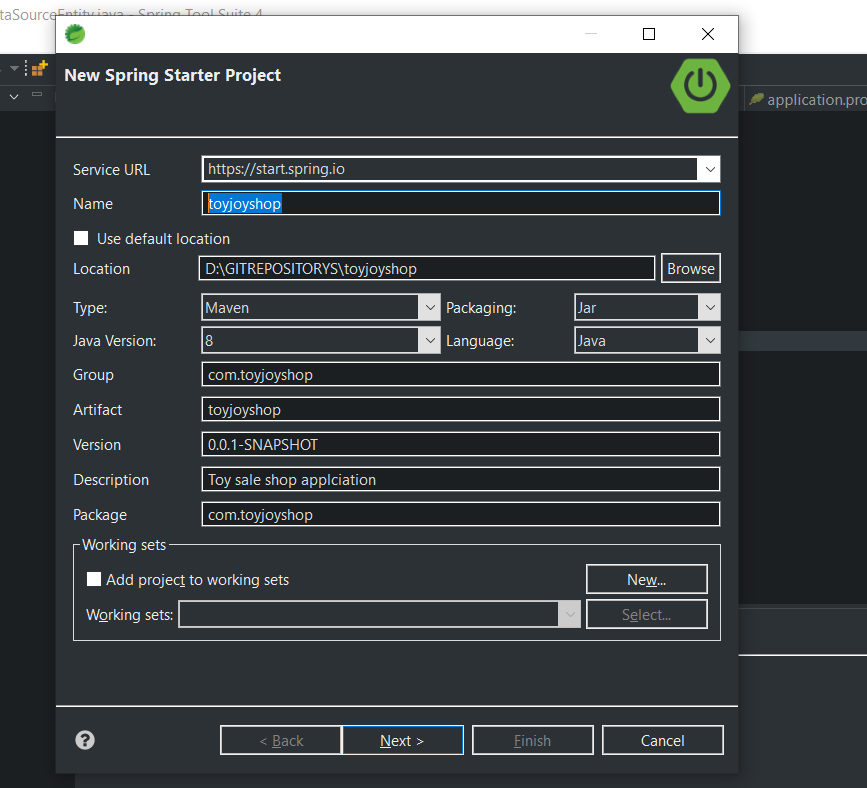 taSourceEntity.java - Spring Tool Suite 4
New Spring Starter Project
application.pro
Service URL https://start.spring.io
Name toyjoyshop
Use default location
Location D:\GITREPOSITORYS\toyjoyshop Browse
Type: Maven Packaging: Jar
Java Version: 8 Language: Java
Group com.toyjoyshop
Artifact toyjoyshop
Version 0.0.1-SNAPSHOT
Description Toy sale shop applciation
Package com.toyjoyshop
Working sets
Add project to working sets New...
Working sets: Select...
? < Back Next > Finish Cancel